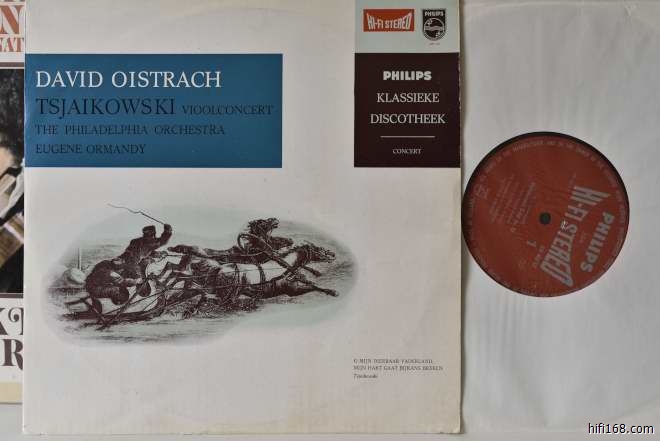 HI-FI STEREO
PHILIPS
DAVID OISTRACH
TSJAIKOWSKI VIOOLCONCERT
THE PHILADELPHIA ORCHESTRA
EUGENE ORMANDY
PHILIPS
KLASSIEKE
DISCOTHEEK
CONCERT
O MIJN DIERBAAR VADERLAND,
MIJN HART GAAT BIJKANS BREKEN
Tsjaikowski
PHILIPS
HI-FI STEREO
1
hifi168.com